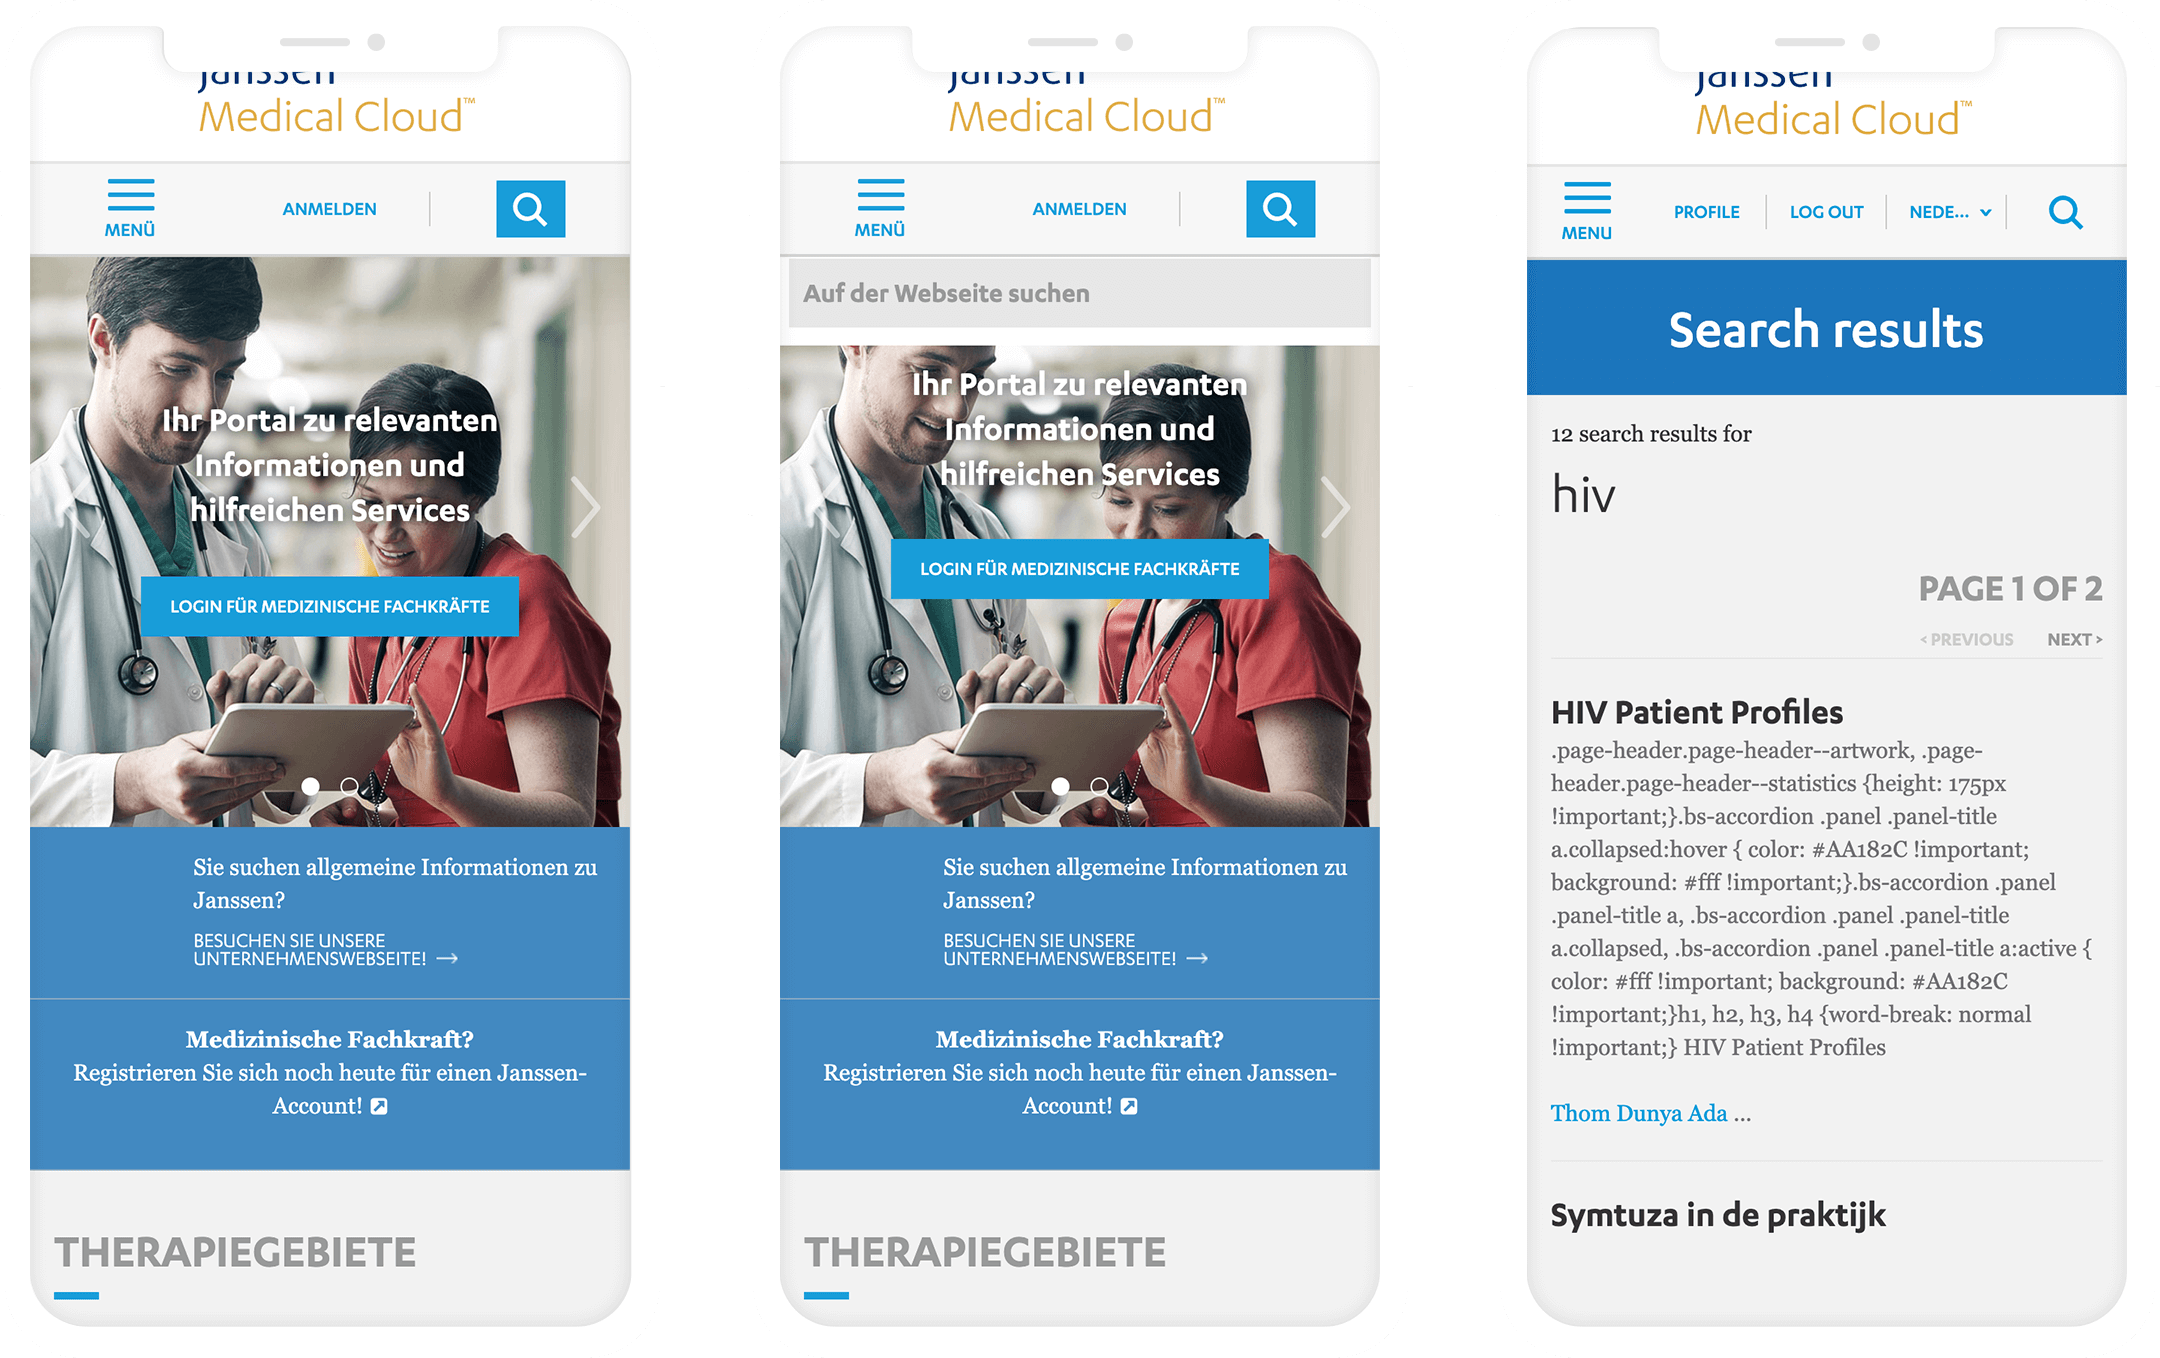 Janssen
Medical Cloud™
MENÜ
ANMELDEN
Ihr Portal zu relevanten
Informationen und
hilfreichen Services
LOGIN FÜR MEDIZINISCHE FACHKRÄFTE
Sie suchen allgemeine Informationen zu
Janssen?
BESUCHEN SIE UNSERE
UNTERNEHMENSWEBSEITE! →
Medizinische Fachkraft?
Registrieren Sie sich noch heute für einen Janssen-
Account!
THERAPIEGEBIETE
Janssen
Medical Cloud™
MENÜ
ANMELDEN
Auf der Webseite suchen
Ihr Portal zu relevanten
Informationen und
hilfreichen Services
LOGIN FÜR MEDIZINISCHE FACHKRÄFTE
Sie suchen allgemeine Informationen zu
Janssen?
BESUCHEN SIE UNSERE
UNTERNEHMENSWEBSEITE! →
Medizinische Fachkraft?
Registrieren Sie sich noch heute für einen Janssen-
Account!
THERAPIEGEBIETE
Janssen
Medical Cloud™
MENU
PROFILE
LOG OUT
NEDE...
Search results
12 search results for
hiv
PAGE 1 OF 2
< PREVIOUS NEXT >
HIV Patient Profiles
.page-header.page-header--artwork, .page-
header.page-header--statistics {height: 175px
!important;}.bs-accordion .panel .panel-title
a.collapsed:hover { color: #AA182C !important;
background: #fff !important;}.bs-accordion .panel
.panel-title a, .bs-accordion .panel .panel-title
a.collapsed, .bs-accordion .panel .panel-title a:active {
color: #fff !important; background: #AA182C
!important;}h1, h2, h3, h4 {word-break: normal
!important;} HIV Patient Profiles
Thom Dunya Ada ...
Symtuza in de praktijk